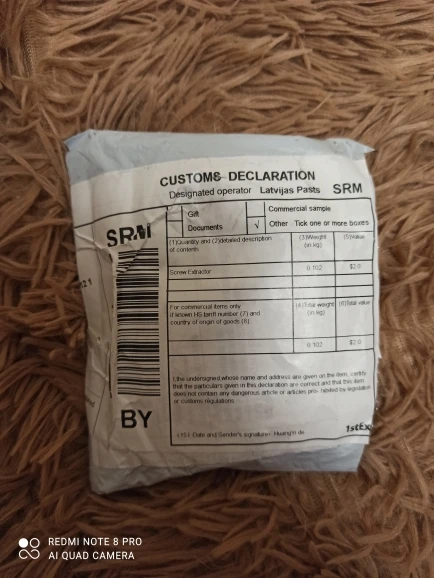 CUSTOMS DECLARATION
Designated operator Latvijas Pasts SRM
Gift
Commercial sample
Documents
√ Other Tick one or more boxes
SRM
(1)Quantity and (2)detailed description
of contents
(3)Weight
(in kg)
(5)Value
Screw Extractor
0.102
$2.0
For commercial items only
if known HS tariff number (7) and
country of origin of goods (8)
(4)Total weight
(in kg)
(6)Total value
0.102
$2.0
I,the undersigned,whose name and address are given on the item, certify
that the particulars given in this declaration are correct and that this item
does not contain any dangerous article or articles pro- hibited by legislation
or customs regulations
BY
Date and Sender's signature:
1stEx
REDMI NOTE 8 PRO
AI QUAD CAMERA